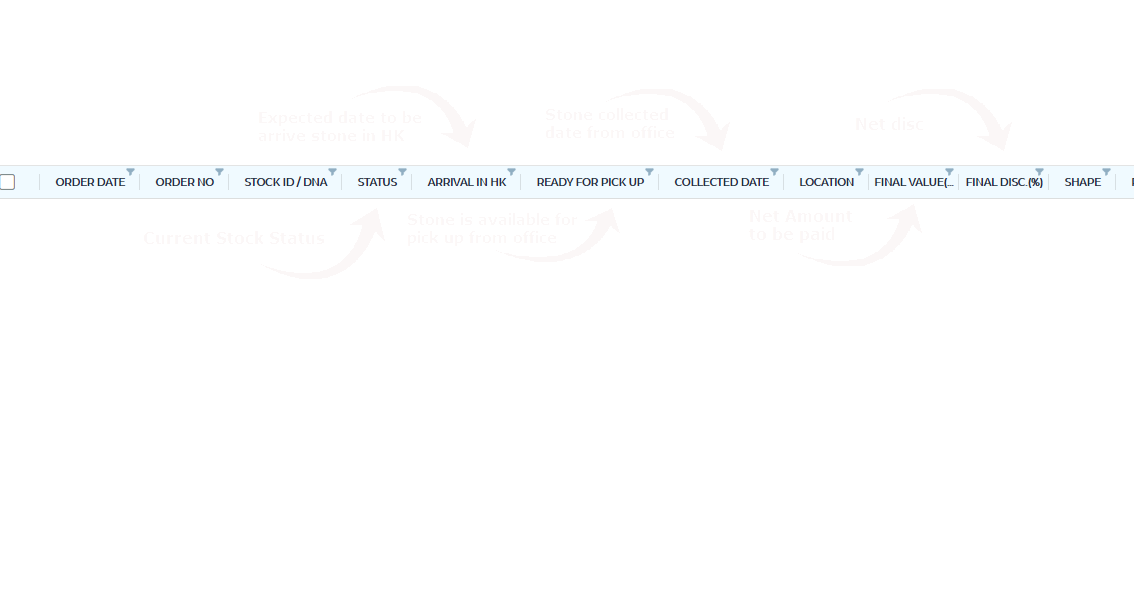 Expected date to be
arrive stone in HK
Stone collected
date from office
Net disc
ORDER DATE ORDER NO STOCK ID / DNA STATUS ARRIVAL IN HK READY FOR PICK UP COLLECTED DATE LOCATION FINAL VALUE(... FINAL DISC.(%) SHAPE
Current Stock Status
Stone is available for
pick up from office
Net Amount
to be paid